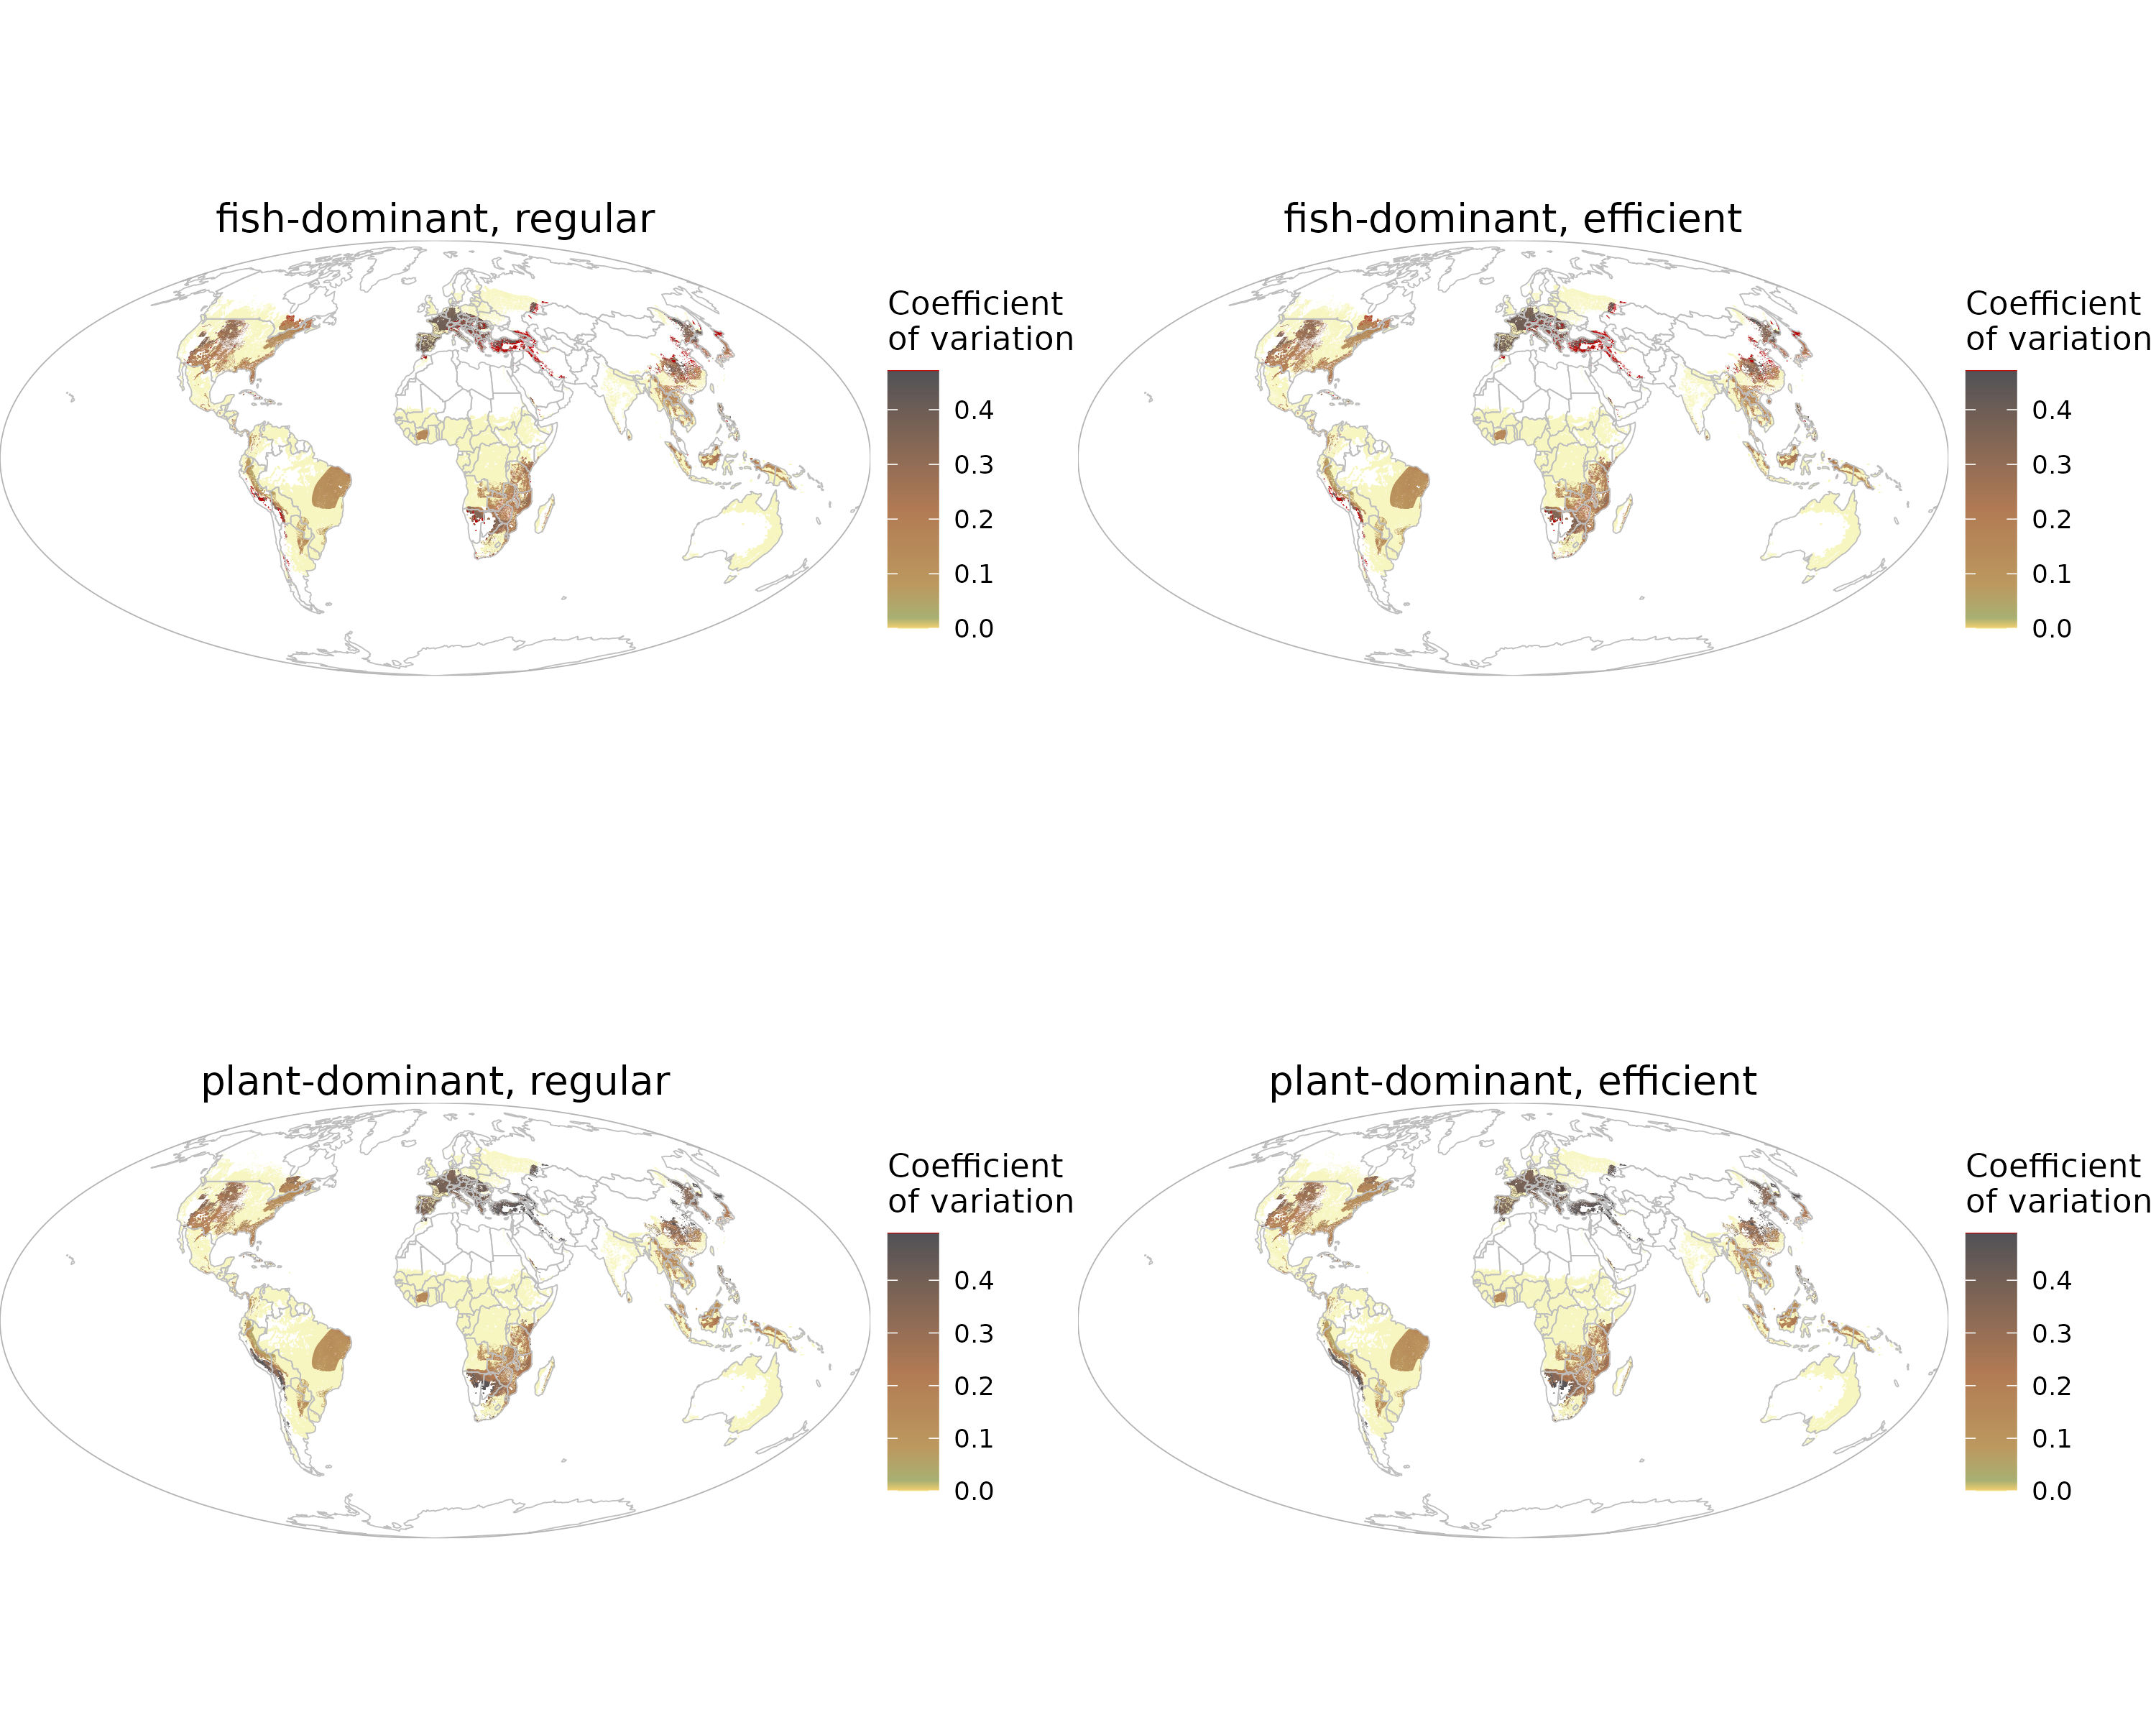 fish-dominant, regular
Coefficient
of variation
0.4
0.3
0.2
0.1
0.0
fish-dominant, efficient
Coefficient
of variation
0.4
0.3
0.2
0.1
0.0
plant-dominant, regular
Coefficient
of variation
0.4
0.3
0.2
0.1
0.0
plant-dominant, efficient
Coefficient
of variation
0.4
0.3
0.2
0.1
0.0